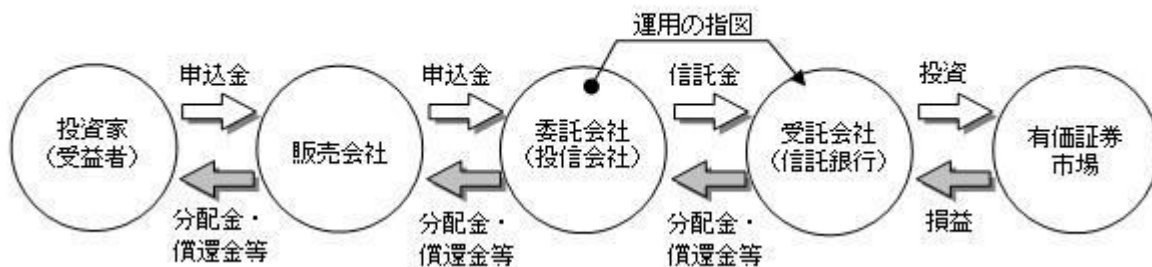 運用の指図
申込金
申込金
信託金
投資
投資家
(受益者)
販売会社
委託会社
(投信会社)
受託会社
(信託銀行)
有価証券
市場
分配金・
償還金等
分配金・
償還金等
分配金・
償還金等
損益